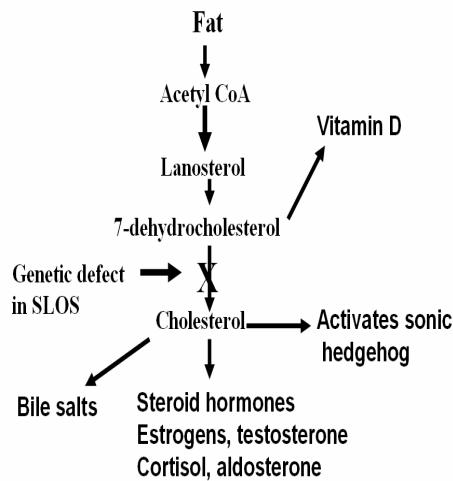 Fat
Acetyl CoA
Vitamin D
Lanosterol
7-dehydrocholesterol
Genetic defect
in SLOS
X
Cholesterol
Activates sonic
hedgehog
Bile salts
Steroid hormones
Estrogens, testosterone
Cortisol, aldosterone